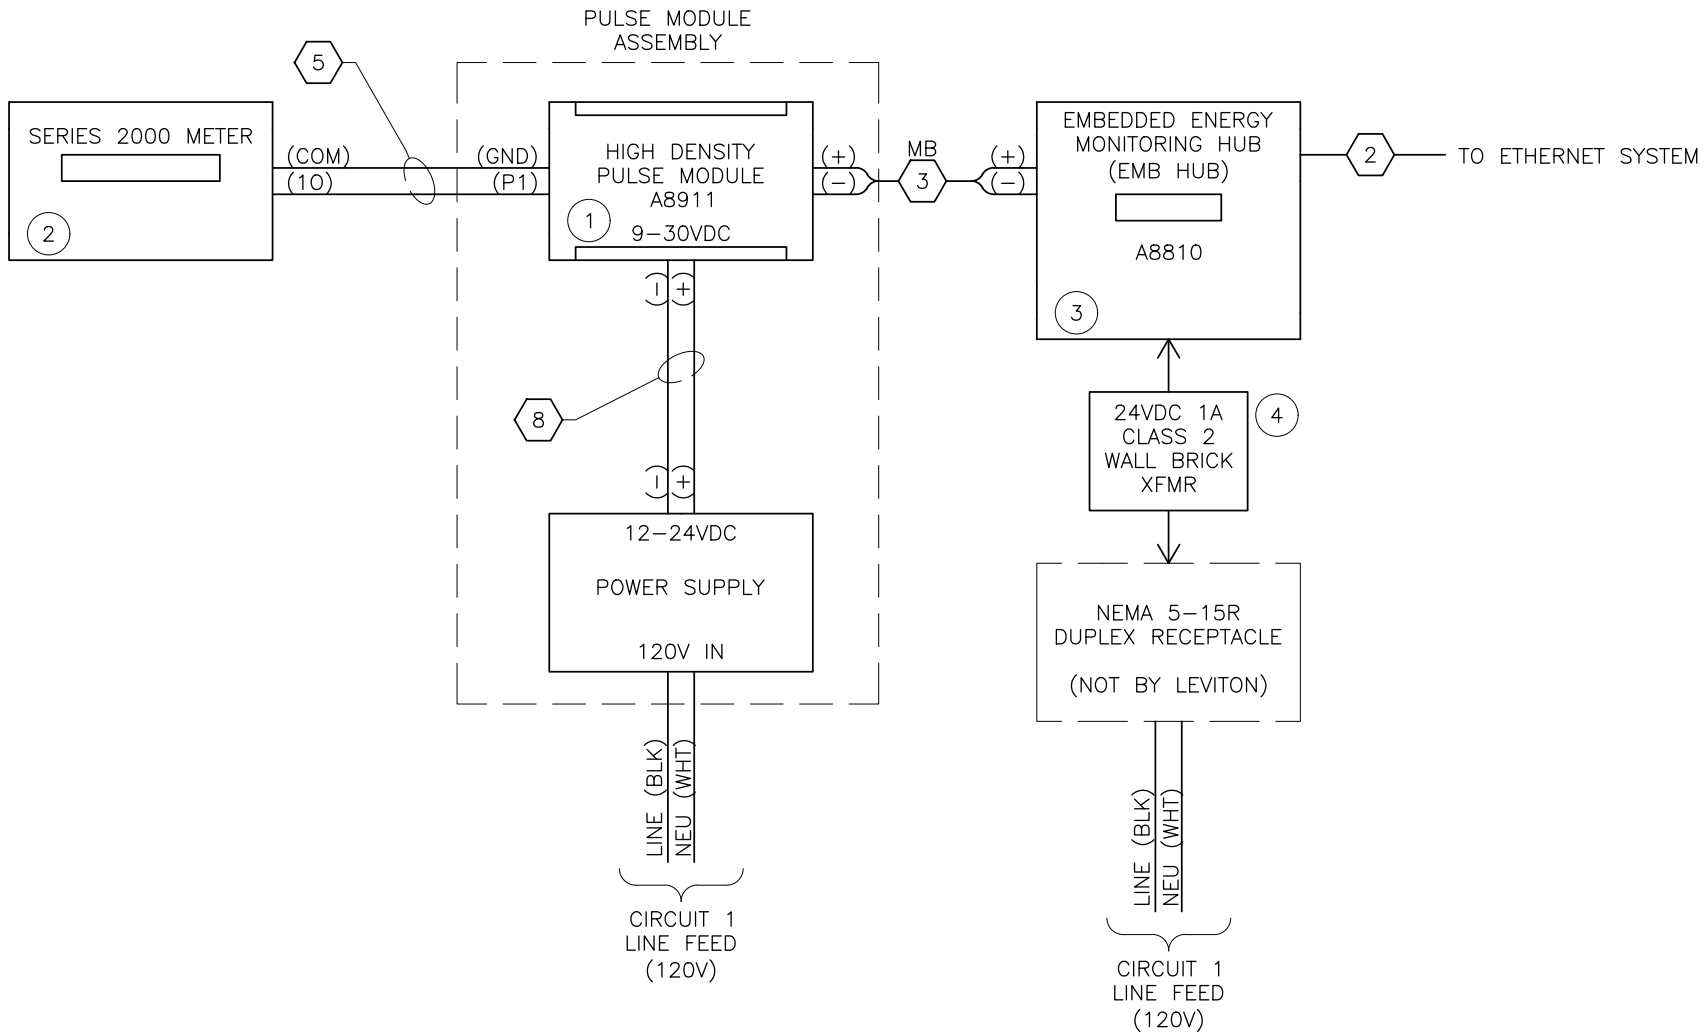 PULSE MODULE
ASSEMBLY
5
SERIES 2000 METER
2
(COM)
(10)
(GND)
(P1)
HIGH DENSITY
PULSE MODULE
A8911
1
9-30VDC
(+)
(-)
MB
3
(+)
(-)
EMBEDDED ENERGY
MONITORING HUB
(EMB HUB)
A8810
3
2
TO ETHERNET SYSTEM
(-)
(+)
8
(-)
(+)
12-24VDC
POWER SUPPLY
120V IN
LINE (BLK)
NEU (WHT)
CIRCUIT 1
LINE FEED
(120V)
24VDC 1A
CLASS 2
WALL BRICK
XFMR
4
NEMA 5-15R
DUPLEX RECEPTACLE
(NOT BY LEVITON)
LINE (BLK)
NEU (WHT)
CIRCUIT 1
LINE FEED
(120V)